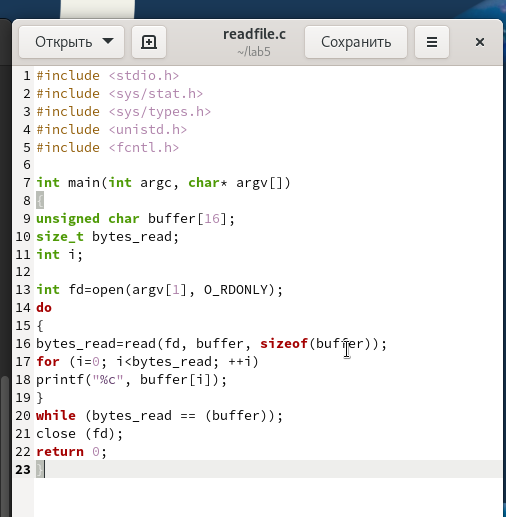 Открыть
readfile.c
~/lab5
Сохранить
1 #include <stdio.h>
2 #include <sys/stat.h>
3 #include <sys/types.h>
4 #include <unistd.h>
5 #include <fcntl.h>
6
7 int main(int argc, char* argv[])
8 {
9 unsigned char buffer[16];
10 size_t bytes_read;
11 int i;
12
13 int fd=open(argv[1], O_RDONLY);
14 do
15 {
16 bytes_read=read(fd, buffer, sizeof(buffer));
17 for (i=0; i<bytes_read; ++i)
18 printf("%c", buffer[i]);
19 }
20 while (bytes_read == (buffer));
21 close (fd);
22 return 0;
23 }